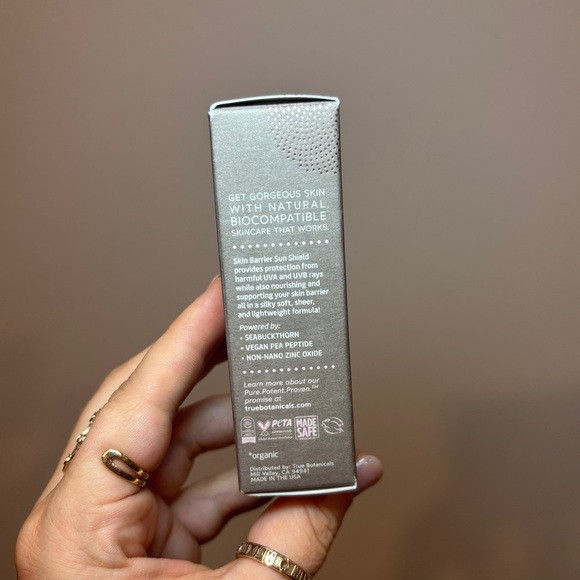 GET GORGEOUS SKIN
WITH NATURAL
BIOCOMPATIBLE
SKINCARE THAT WORKS.
Skin Barrier Sun Shield
provides protection from
harmful UVA and UVB rays
while also nourishing and
supporting your skin barrier
all in a silky soft, sheer,
and lightweight formula!
Powered by:
• SEABUCKTHORN
• VEGAN PEA PEPTIDE
• NON-NANO ZINC OXIDE
Learn more about our
Pure.Potent.Proven.™
promise at
truebotanicals.com
PETA
APPROVED
MADE
SAFE
*organic
Distributed by: True Botanicals
Mill Valley, CA 94541
MADE IN THE USA